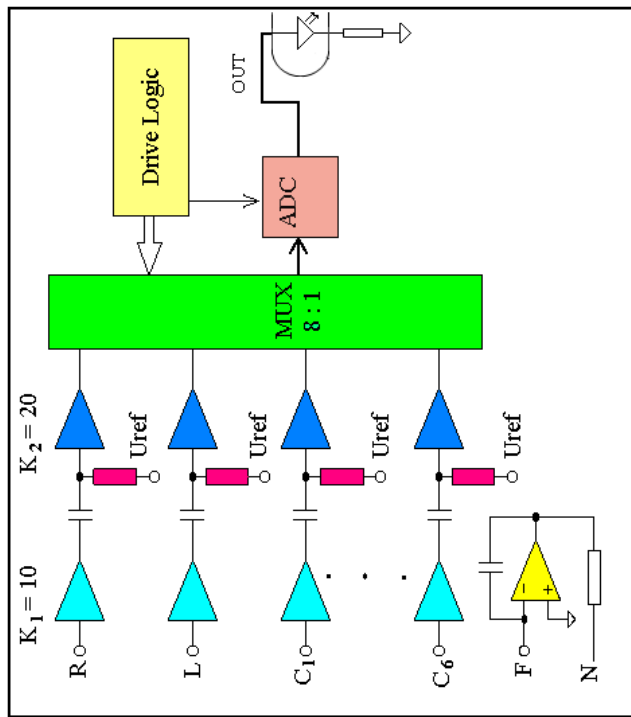 K₁ = 10
K₂ = 20
R
Uref
L
Uref
C₁
Uref
C₆
Uref
F
N
MUX
8 : 1
Drive Logic
ADC
OUT